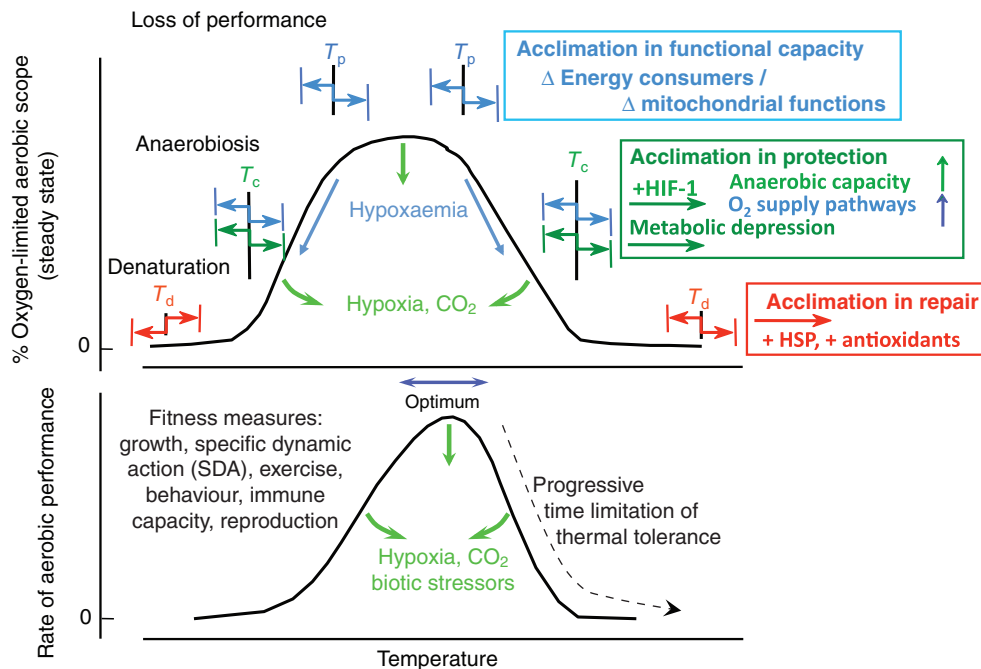 Loss of performance
% Oxygen-limited aerobic scope
(steady state)
Tp
Tp
Acclimation in functional capacity
Δ Energy consumers /
Δ mitochondrial functions
Anaerobiosis
Tc
Tc
Acclimation in protection
+HIF-1
Anaerobic capacity
O2 supply pathways
Metabolic depression
Hypoxaemia
Denaturation
Td
Hypoxia, CO2
Td
Acclimation in repair
+ HSP, + antioxidants
0
Rate of aerobic performance
Optimum
Fitness measures:
growth, specific dynamic
action (SDA), exercise,
behaviour, immune
capacity, reproduction
Progressive
time limitation of
thermal tolerance
Hypoxia, CO2
biotic stressors
0
Temperature